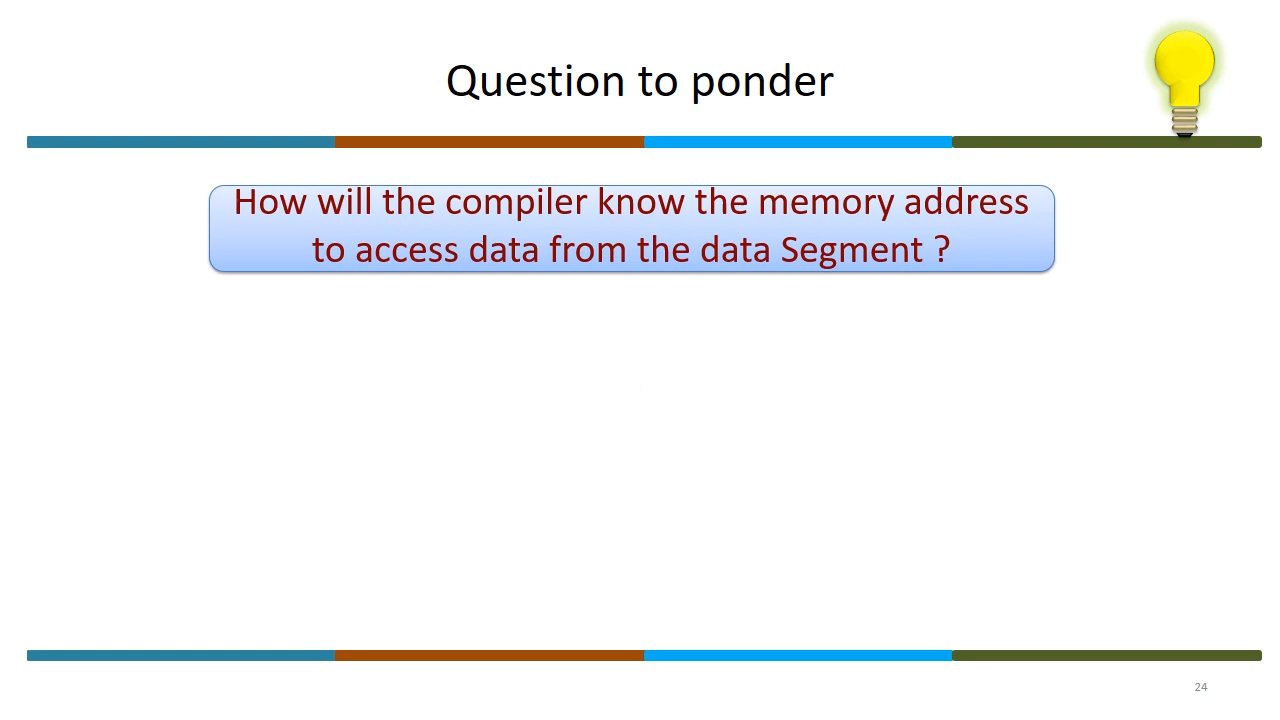 Question to ponder
How will the compiler know the memory address
to access data from the data Segment ?
24